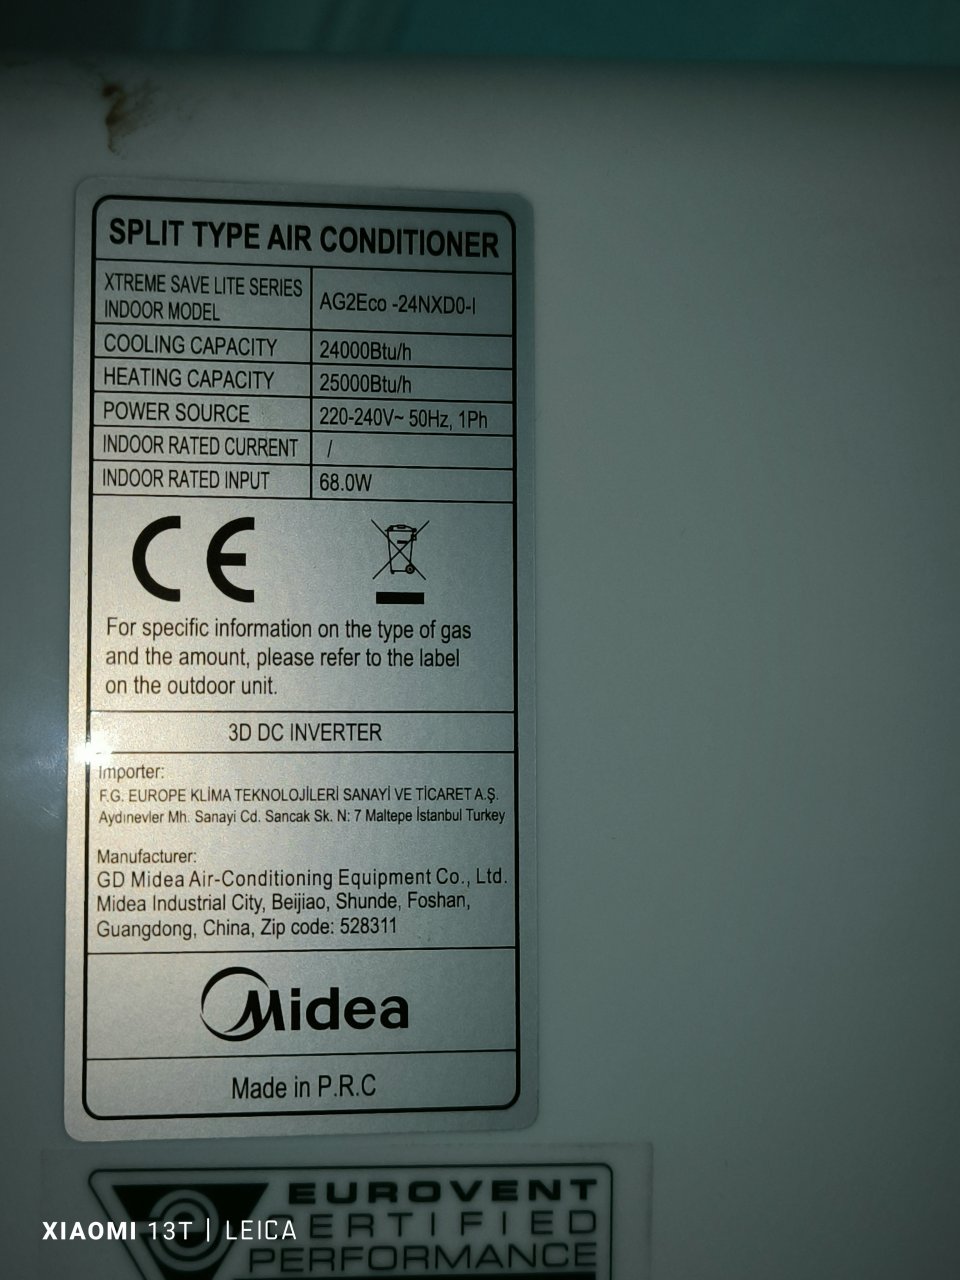 SPLIT TYPE AIR CONDITIONER
XTREME SAVE LITE SERIES
INDOOR MODEL
AG2Eco -24NXD0-I
COOLING CAPACITY 24000Btu/h
HEATING CAPACITY 25000Btu/h
POWER SOURCE 220-240V~ 50Hz, 1Ph
INDOOR RATED CURRENT /
INDOOR RATED INPUT 68.0W
CE
For specific information on the type of gas
and the amount, please refer to the label
on the outdoor unit.
3D DC INVERTER
Importer:
F.G. EUROPE KLİMA TEKNOLOJİLERİ SANAYİ VE TİCARET A.Ş.
Aydınevler Mh. Sanayi Cd. Sancak Sk. N: 7 Maltepe İstanbul Turkey
Manufacturer:
GD Midea Air-Conditioning Equipment Co., Ltd.
Midea Industrial City, Beijiao, Shunde, Foshan,
Guangdong, China, Zip code: 528311
Midea
Made in P.R.C
EUROVENT
CERTIFIED
PERFORMANCE
XIAOMI 13T | LEICA